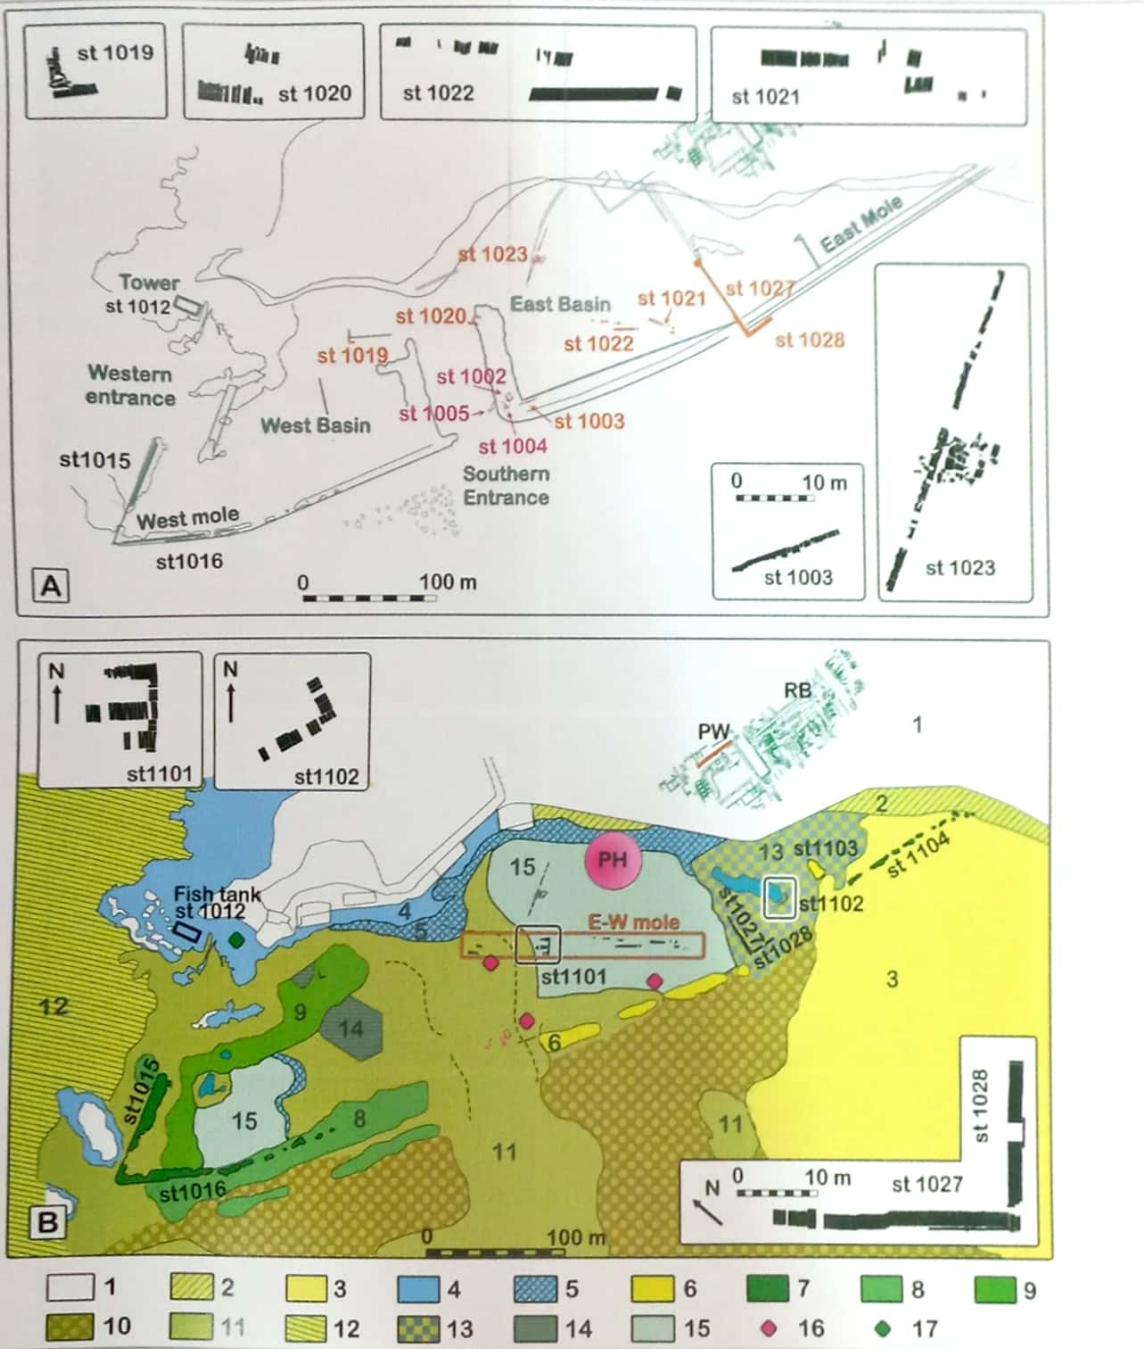 st 1019
st 1020
st 1022
st 1021
East Mole
st 1023
Tower
st 1012
East Basin
st 1021
st 1027
st 1020
st 1022
st 1028
st 1019
Western
entrance
st 1002
West Basin
st 1005
st 1003
st 1004
st1015
Southern
Entrance
0 10 m
West mole
st1016
st 1003
st 1023
A
0 100 m
N
N
st1101
st1102
RB
PW
1
2
13
st1103
st 1104
15
PH
Fish tank
st 1012
4
5
E-W mole
st1102
st1027
st1028
st1101
12
9
14
6
3
st1015
15
8
11
11
st1016
st 1028
N
0 10 m
st 1027
B
0 100 m
1 2 3 4 5 6 7 8 9
10 11 12 13 14 15 16 17